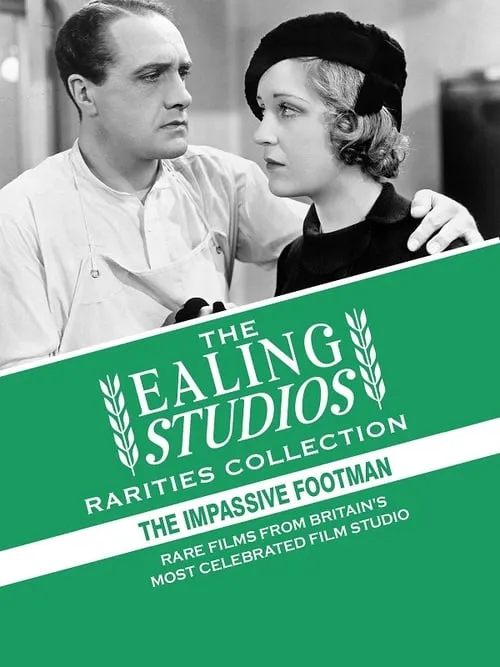 THE
EALING
STUDIOS
RARITIES COLLECTION
THE IMPASSIVE FOOTMAN
RARE FILMS FROM BRITAIN'S
MOST CELEBRATED FILM STUDIO